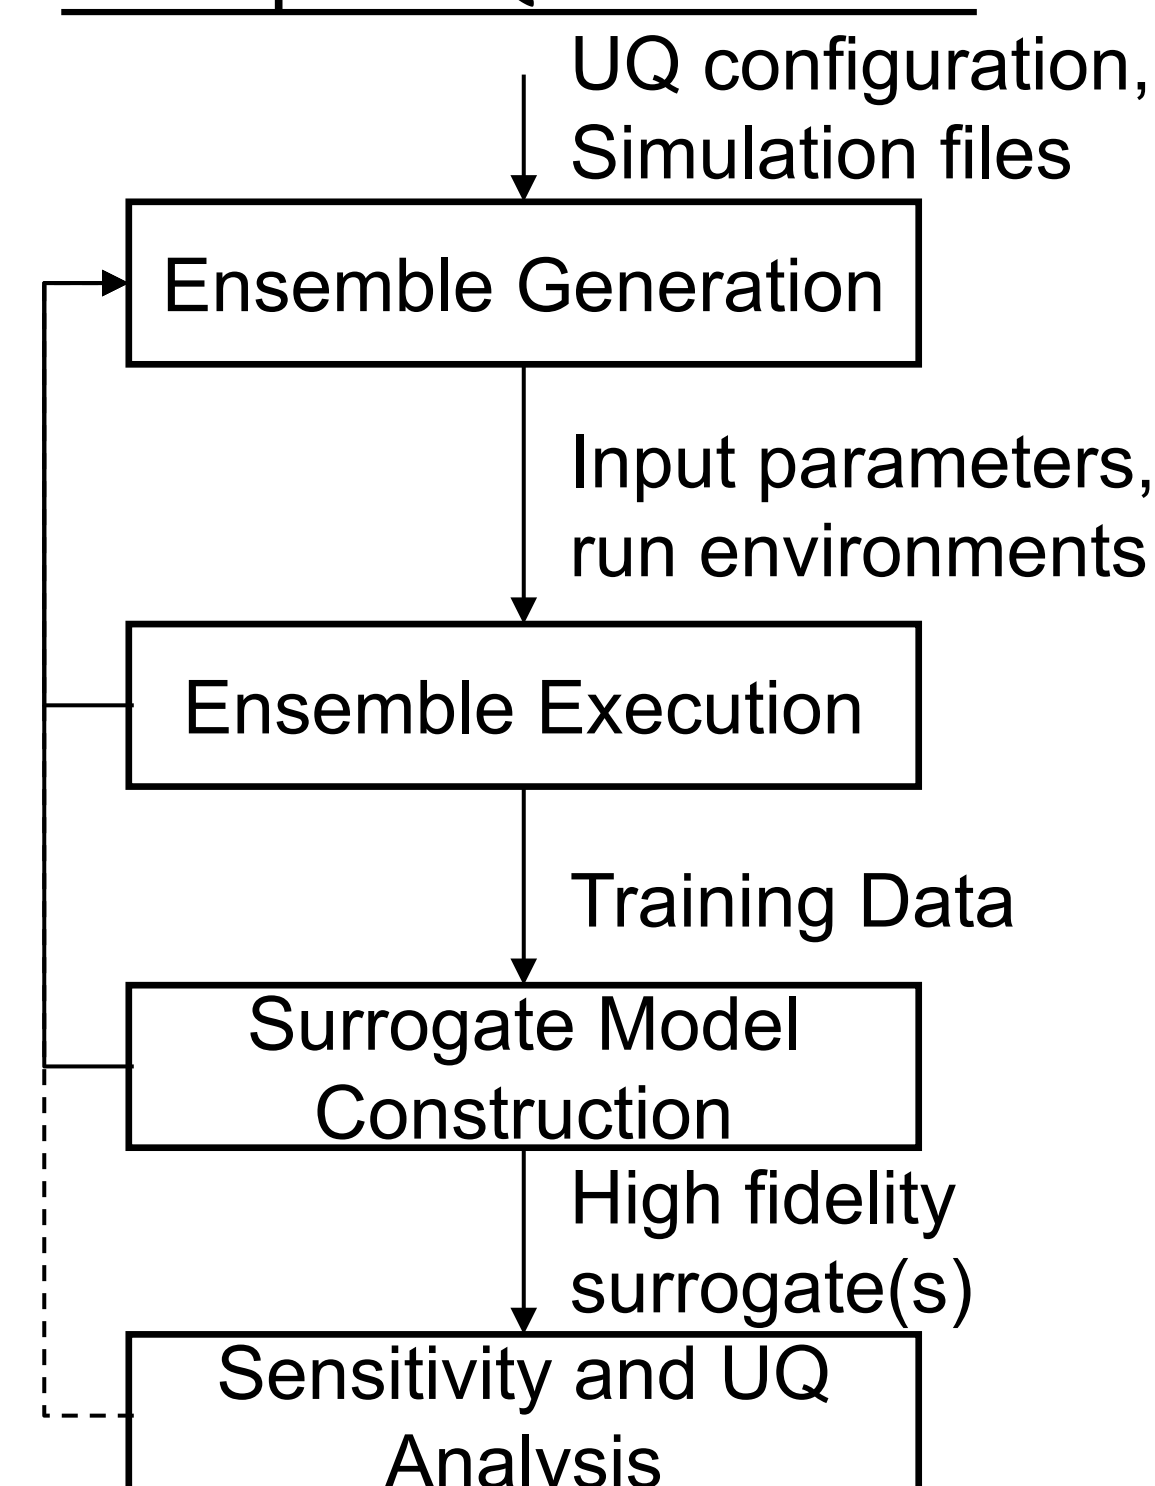 UQ configuration,
Simulation files
Ensemble Generation
Input parameters,
run environments
Ensemble Execution
Training Data
Surrogate Model
Construction
High fidelity
surrogate(s)
Sensitivity and UQ
Analysis